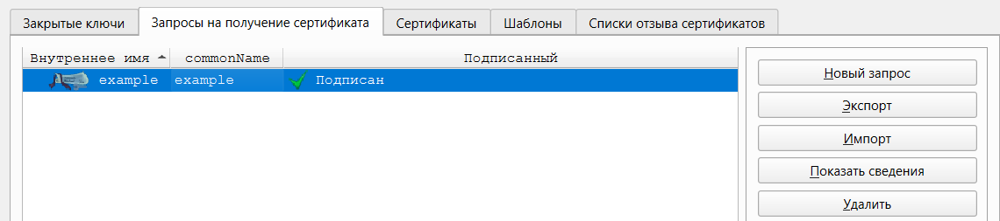 Закрытые ключи Запросы на получение сертификата Сертификаты Шаблоны Списки отзыва сертификатов
Внутреннее имя commonName Подписанный
example example Подписан
Новый запрос
Экспорт
Импорт
Показать сведения
Удалить